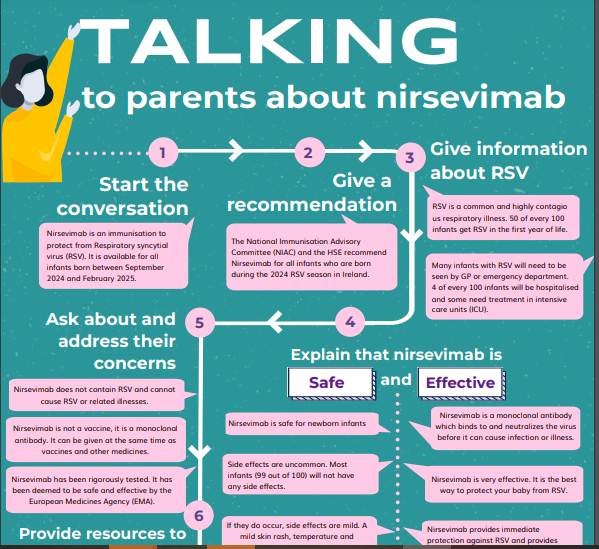 TALKING
to parents about nirsevimab
1
2
3
Start the
conversation
Nirsevimab is an immunisation to
protect from Respiratory syncytial
virus (RSV). It is available for all
infants born between September
2024 and February 2025.
Give a
recommendation
The National Immunisation Advisory
Committee (NIAC) and the HSE recommend
Nirsevimab for all infants who are born
during the 2024 RSV season in Ireland.
Give information
about RSV
RSV is a common and highly contagio
us respiratory illness. 50 of every 100
infants get RSV in the first year of life.
Many infants with RSV will need to be
seen by GP or emergency department.
4 of every 100 infants will be hospitalised
and some need treatment in intensive
care units (ICU).
4
Explain that nirsevimab is
Safe and Effective
Nirsevimab is safe for newborn infants
Side effects are uncommon. Most
infants (99 out of 100) will not have
any side effects.
If they do occur, side effects are mild. A
mild skin rash, temperature and
Nirsevimab is a monoclonal antibody
which binds to and neutralizes the virus
before it can cause infection or illness.
Nirsevimab is very effective. It is the best
way to protect your baby from RSV.
Nirsevimab provides immediate
protection against RSV and provides
5
Ask about and
address their
concerns
Nirsevimab does not contain RSV and cannot
cause RSV or related illnesses.
Nirsevimab is not a vaccine, it is a monoclonal
antibody. It can be given at the same time as
vaccines and other medicines.
Nirsevimab has been rigorously tested. It has
been deemed to be safe and effective by the
European Medicines Agency (EMA).
6
Provide resources to